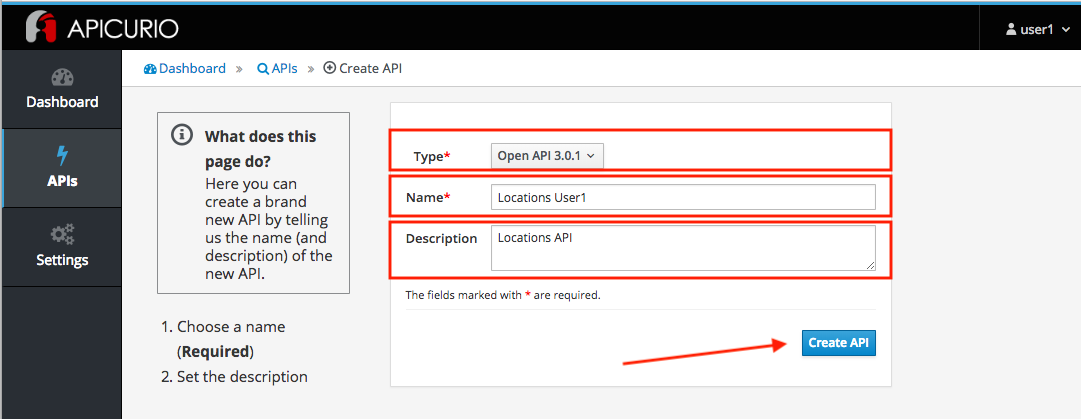 APICURIO
user1
Dashboard » APIs » Create API
Dashboard
APIs
Settings
What does this
page do?
Here you can
create a brand
new API by telling
us the name (and
description) of the
new API.
1. Choose a name
(Required)
2. Set the description
Type* Open API 3.0.1
Name* Locations User1
Description Locations API
The fields marked with * are required.
Create API